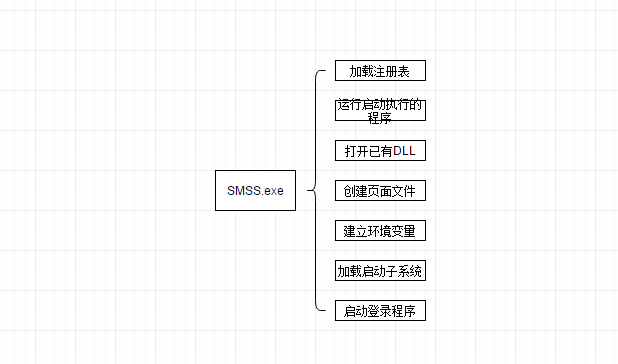 加载注册表
运行启动执行的
程序
打开已有DLL
创建页面文件
SMSS.exe
建立环境变量
加载启动子系统
启动登录程序